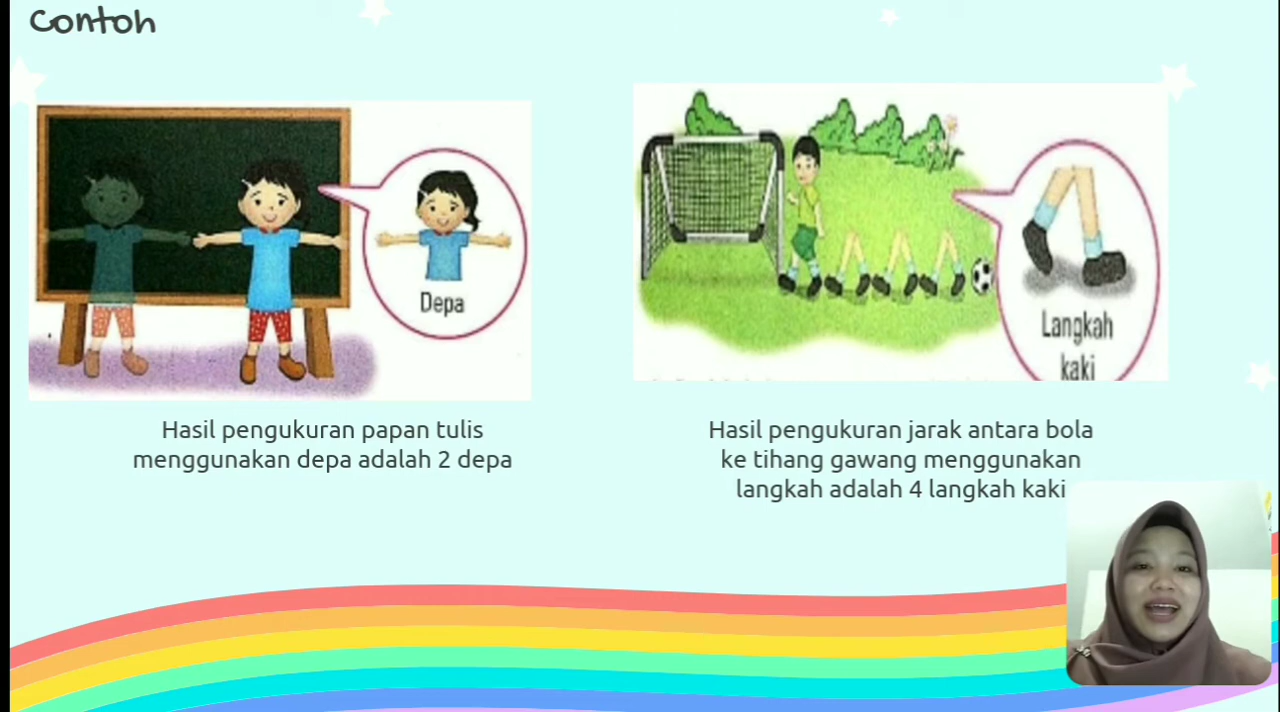 Contoh
Depa
Langkah
kaki
Hasil pengukuran papan tulis
menggunakan depa adalah 2 depa
Hasil pengukuran jarak antara bola
ke tihang gawang menggunakan
langkah adalah 4 langkah kaki